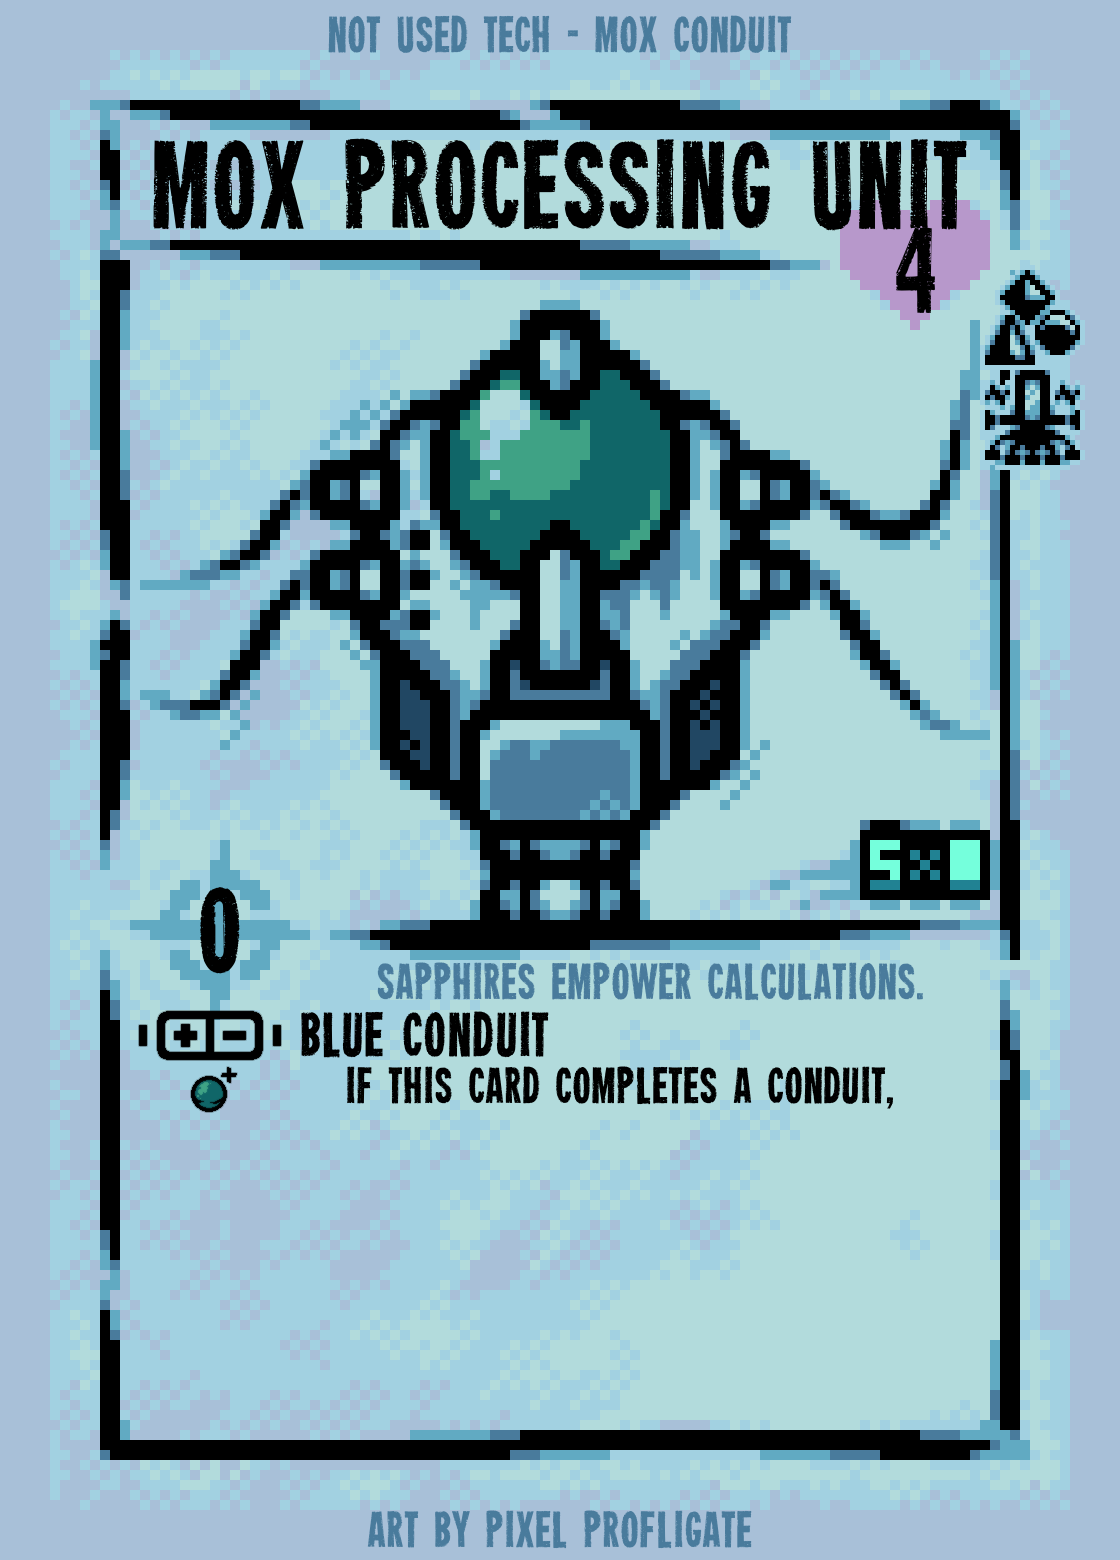 NOT USED TECH - MOX CONDUIT
MOX PROCESSING UNIT
4
5×
0
SAPPHIRES EMPOWER CALCULATIONS.
BLUE CONDUIT
IF THIS CARD COMPLETES A CONDUIT,
ART BY PIXEL PROFLIGATE